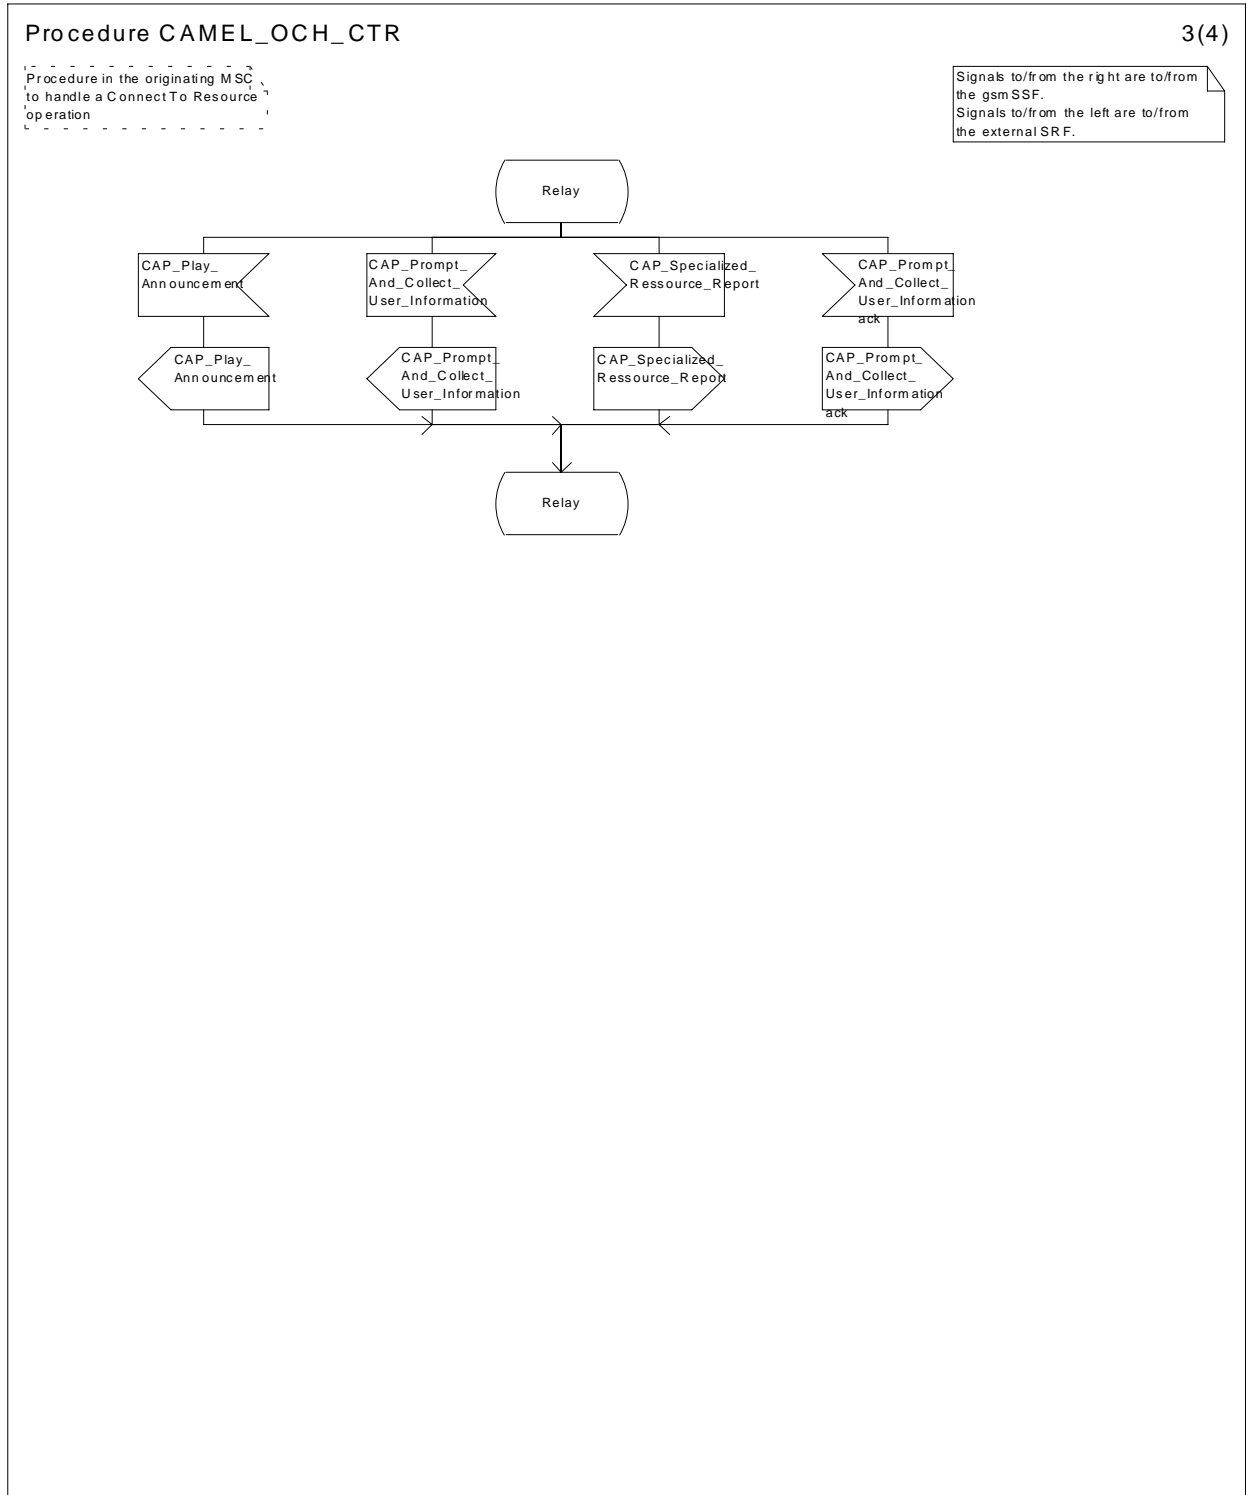 Procedure CAMEL_OCH_CTR
3(4)
Procedure in the originating MSC
to handle a Connect To Resource
operation
Signals to/from the right are to/from
the gsmSSF.
Signals to/from the left are to/from
the external SRF.
Relay
CAP_Play_
Announcement
CAP_Prompt_
And_Collect_
User_Information
CAP_Specialized_
Ressource_Report
CAP_Prompt_
And_Collect_
User_Information
ack
CAP_Play_
Announcement
CAP_Prompt_
And_Collect_
User_Information
CAP_Specialized_
Ressource_Report
CAP_Prompt_
And_Collect_
User_Information
ack
Relay